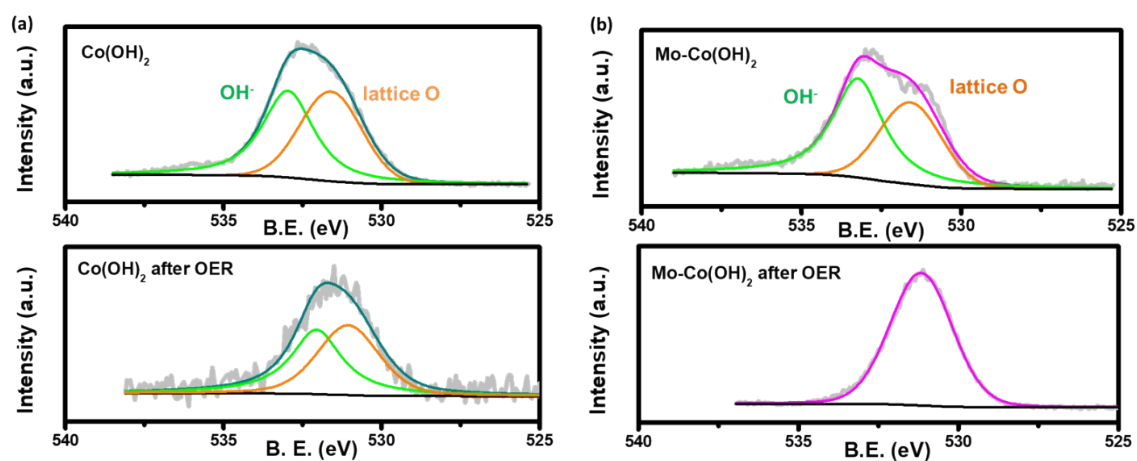 (a)
Co(OH)2
OH-
lattice O
Intensity (a.u.)
540
535
530
525
B.E. (eV)
Co(OH)2 after OER
Intensity (a.u.)
540
535
530
525
B. E. (eV)
(b)
Mo-Co(OH)2
OH-
lattice O
Intensity (a.u.)
540
535
530
525
B.E. (eV)
Mo-Co(OH)2 after OER
Intensity (a.u.)
540
535
530
525
B.E. (eV)